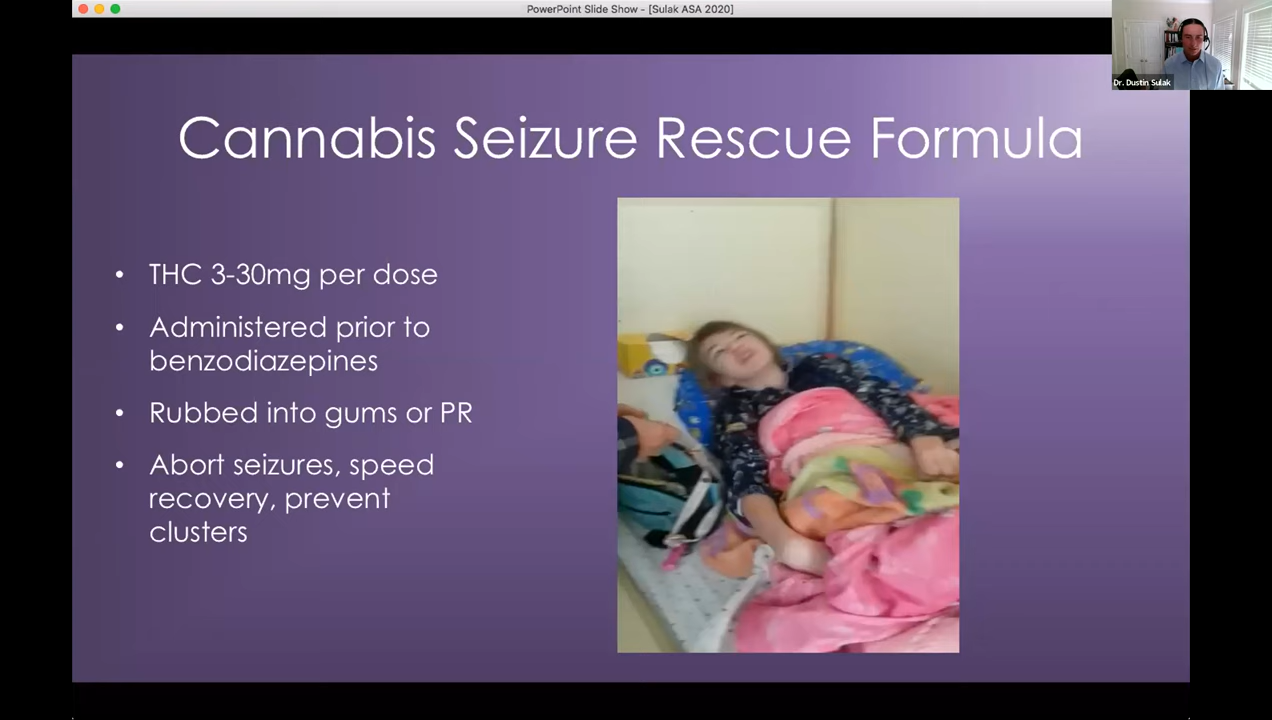 PowerPoint Slide Show - [Sulak ASA 2020]
Dr. Dustin Sulak
Cannabis Seizure Rescue Formula
• THC 3-30mg per dose
• Administered prior to
benzodiazepines
• Rubbed into gums or PR
• Abort seizures, speed
recovery, prevent
clusters